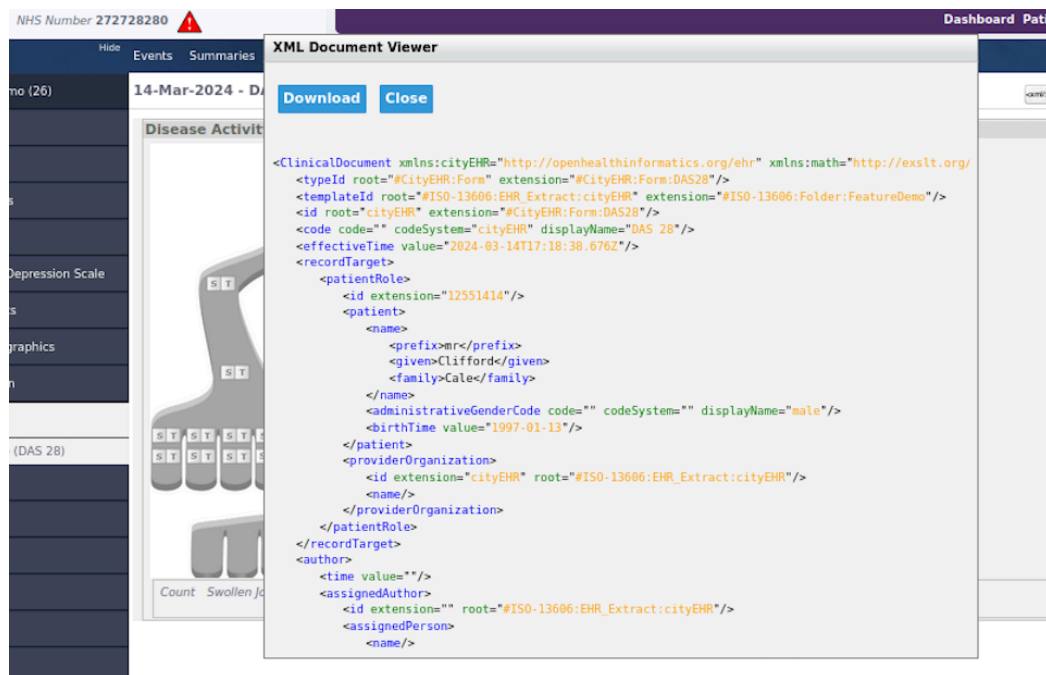 NHS Number 272728280
Dashboard Pati
Hide
Events Summaries
XML Document Viewer
mo (26)
14-Mar-2024 - DA
Download Close
Disease Activit
<ClinicalDocument xmlns:cityEHR="http://openhealthinformatics.org/ehr" xmlns:math="http://exslt.org/
<typeId root="#CityEHR:Form" extension="#CityEHR:Form:DAS28"/>
<templateId root="#ISO-13606:EHR_Extract:cityEHR" extension="#ISO-13606:Folder:FeatureDemo"/>
<id root="cityEHR" extension="#CityEHR:Form:DAS28"/>
<code code="" codeSystem="cityEHR" displayName="DAS 28"/>
<effectiveTime value="2024-03-14T17:18:38.676Z"/>
<recordTarget>
<patientRole>
<id extension="12551414"/>
<patient>
<name>
<prefix>mr</prefix>
<given>Clifford</given>
<family>Cale</family>
</name>
<administrativeGenderCode code="" codeSystem="" displayName="male"/>
<birthTime value="1997-01-13"/>
</patient>
<providerOrganization>
<id extension="cityEHR" root="#ISO-13606:EHR_Extract:cityEHR"/>
<name/>
</providerOrganization>
</patientRole>
</recordTarget>
<author>
<time value=""/>
<assignedAuthor>
<id extension="" root="#ISO-13606:EHR_Extract:cityEHR"/>
<assignedPerson>
<name/>
s
Depression Scale
s
graphics
n
(DAS 28)
S T
S T
S T S T S T S
S T S T S T S
Count Swollen Jo